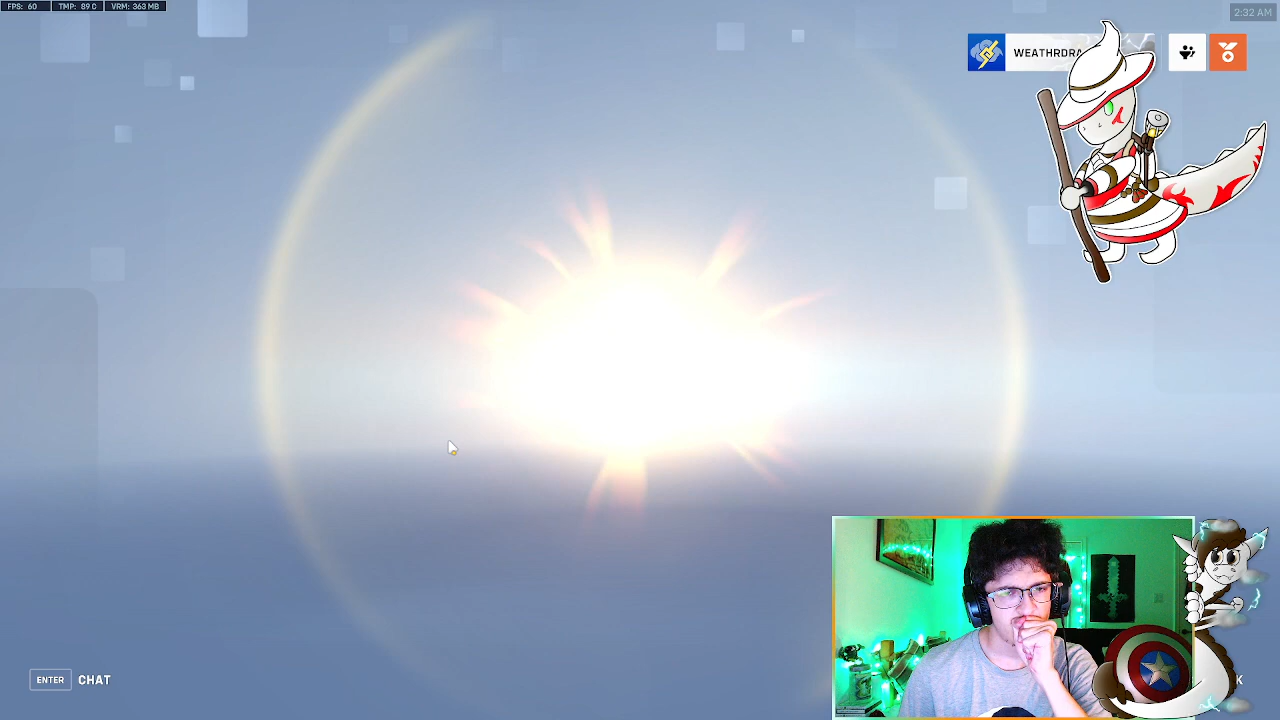 FPS: 60 TMP: 89 C VRM: 363 MB
2:32 AM
WEATHRDRA
ENTER CHAT
K